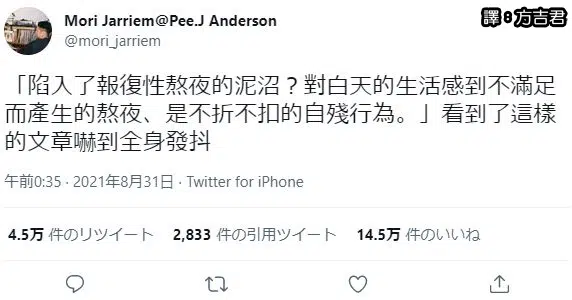 譯:方吉君
Mori Jarriem@Pee.J Anderson
@mori_jarriem
「陷入了報復性熬夜的泥沼？對白天的生活感到不滿足
而產生的熬夜、是不折不扣的自殘行為。」看到了這樣
的文章嚇到全身發抖
午前0:35 · 2021年8月31日 · Twitter for iPhone
4.5万 件のリツイート 2,833 件の引用ツイート 14.5万 件のいいね